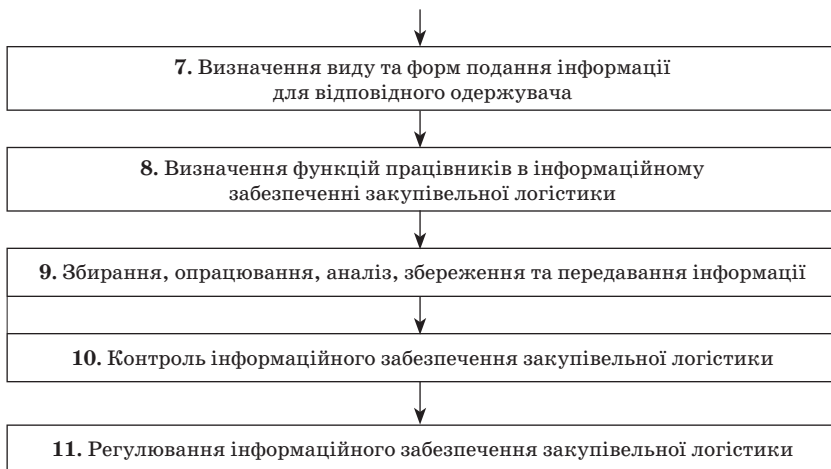 7. Визначення виду та форм подання інформації
для відповідного одержувача
8. Визначення функцій працівників в інформаційному
забезпеченні закупівельної логістики
9. Збирання, опрацювання, аналіз, збереження та передавання інформації
10. Контроль інформаційного забезпечення закупівельної логістики
11. Регулювання інформаційного забезпечення закупівельної логістики